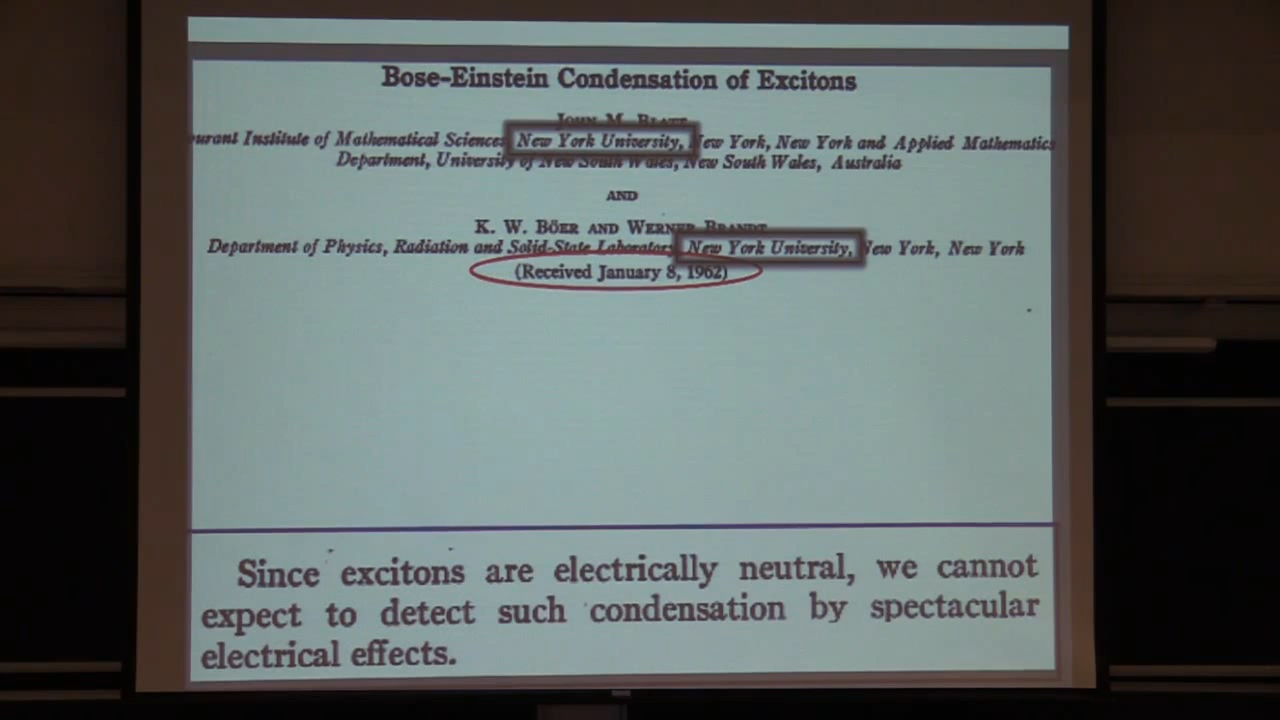 Bose-Einstein Condensation of Excitons
JOHN M.
Institute of Mathematical Sciences New York University, New York, New York and Applied Mathematics
Department, University of New South Wales, New South Wales, Australia
AND
K. W. BÖER AND WERNER BRANDT
Department of Physics, Radiation and Solid-State Laboratory New York University, New York, New York
(Received January 8, 1962)
Since excitons are electrically neutral, we cannot
expect to detect such condensation by spectacular
electrical effects.